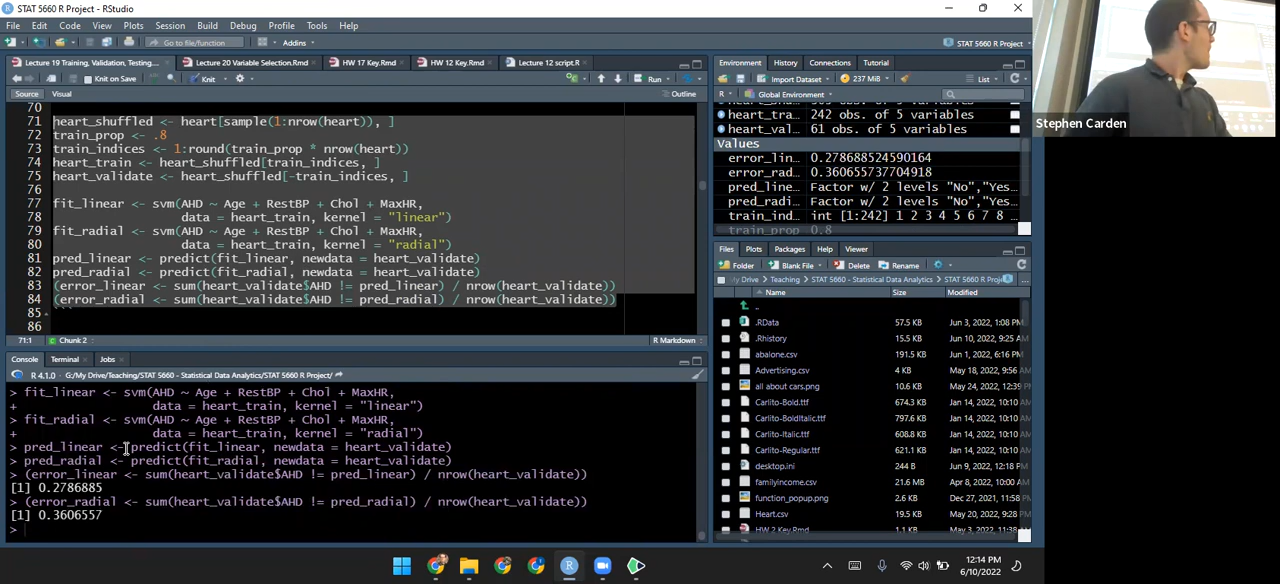 STAT 5660 R Project - RStudio
File Edit Code View Plots Session Build Debug Profile Tools Help
Go to file/function Addins STAT 5660 R Project
Lecture 19 Training, Validation, Testing... Lecture 20 Variable Selection.Rmd HW 17 Key.Rmd HW 12 Key.Rmd Lecture 12 script.R
Knit on Save Knit Run
Source Visual Outline
70
71 heart_shuffled <- heart[sample(1:nrow(heart)), ]
72 train_prop <- .8
73 train_indices <- 1:round(train_prop * nrow(heart))
74 heart_train <- heart_shuffled[train_indices, ]
75 heart_validate <- heart_shuffled[-train_indices, ]
76
77 fit_linear <- svm(AHD ~ Age + RestBP + Chol + MaxHR,
78 data = heart_train, kernel = "linear")
79 fit_radial <- svm(AHD ~ Age + RestBP + Chol + MaxHR,
80 data = heart_train, kernel = "radial")
81 pred_linear <- predict(fit_linear, newdata = heart_validate)
82 pred_radial <- predict(fit_radial, newdata = heart_validate)
83 (error_linear <- sum(heart_validate$AHD != pred_linear) / nrow(heart_validate))
84 (error_radial <- sum(heart_validate$AHD != pred_radial) / nrow(heart_validate))
85 ```
86
71:1 Chunk 2 R Markdown
Console Terminal Jobs
R 4.1.0 · G:/My Drive/Teaching/STAT 5660 - Statistical Data Analytics/STAT 5660 R Project/
> fit_linear <- svm(AHD ~ Age + RestBP + Chol + MaxHR,
+ data = heart_train, kernel = "linear")
> fit_radial <- svm(AHD ~ Age + RestBP + Chol + MaxHR,
+ data = heart_train, kernel = "radial")
> pred_linear <- predict(fit_linear, newdata = heart_validate)
> pred_radial <- predict(fit_radial, newdata = heart_validate)
> (error_linear <- sum(heart_validate$AHD != pred_linear) / nrow(heart_validate))
[1] 0.2786885
> (error_radial <- sum(heart_validate$AHD != pred_radial) / nrow(heart_validate))
[1] 0.3606557
>
Environment History Connections Tutorial
Import Dataset 237 MiB List
R Global Environment
heart_tra... 242 obs. of 5 variables
heart_val... 61 obs. of 5 variables
Values
error_lin... 0.278688524590164
error_rad... 0.360655737704918
pred_line... Factor w/ 2 levels "No","Yes...
pred_radi... Factor w/ 2 levels "No","Yes...
train_ind... int [1:242] 1 2 3 4 5 6 7 8 ...
train_prop 0.8
Files Plots Packages Help Viewer
Folder Blank File Delete Rename
My Drive Teaching STAT 5660 - Statistical Data Analytics STAT 5660 R Proje
Name Size Modified
..
.RData 57.5 KB Jun 3, 2022, 1:08 PM
.Rhistory 15.5 KB Jun 10, 2022, 9:25
abalone.csv 191.5 KB Jun 1, 2022, 6:16 PM
Advertising.csv 4 KB May 18, 2022, 9:56
all about cars.png 10.6 KB May 24, 2022, 12:39
Carlito-Bold.ttf 674.3 KB Jan 14, 2022, 10:10
Carlito-BoldItalic.ttf 797.6 KB Jan 14, 2022, 10:10
Carlito-Italic.ttf 608.8 KB Jan 14, 2022, 10:10
Carlito-Regular.ttf 621.1 KB Jan 14, 2022, 10:10
desktop.ini 244 B Jun 9, 2022, 12:18 PM
familyincome.csv 21.6 MB Apr 8, 2022, 10:00 AM
function_popup.png 2.6 KB Dec 27, 2021, 11:58
Heart.csv 19.5 KB May 20, 2022, 9:28
HW 2 Key.Rmd 1.1 KB May 3, 2022, 11:
Stephen Carden
12:14 PM
6/10/2022